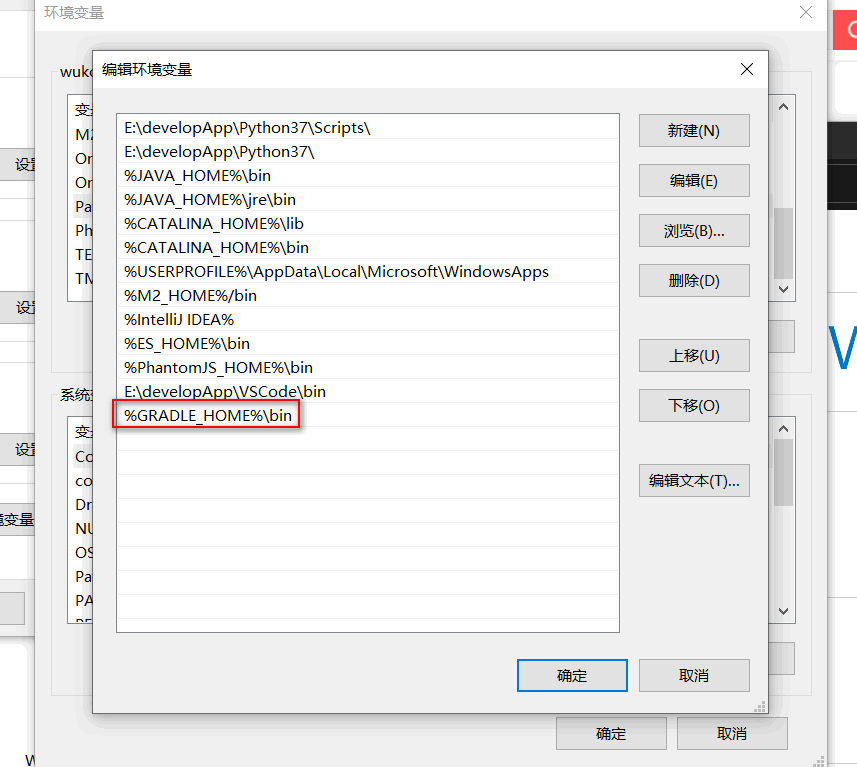 环境变量
编辑环境变量
wuk
变
M2
Or
Or
Pa
Ph
TE
TM
E:\developApp\Python37\Scripts\
E:\developApp\Python37\
%JAVA_HOME%\bin
%JAVA_HOME%\jre\bin
%CATALINA_HOME%\lib
%CATALINA_HOME%\bin
%USERPROFILE%\AppData\Local\Microsoft\WindowsApps
%M2_HOME%/bin
%IntelliJ IDEA%
%ES_HOME%\bin
%PhantomJS_HOME%\bin
E:\developApp\VSCode\bin
%GRADLE_HOME%\bin
新建(N)
编辑(E)
浏览(B)...
删除(D)
上移(U)
下移(O)
编辑文本(T)...
设
设
设
变量
系统
变
Co
co
Dr
NU
OS
Pa
PA
确定
取消
确定
取消
W